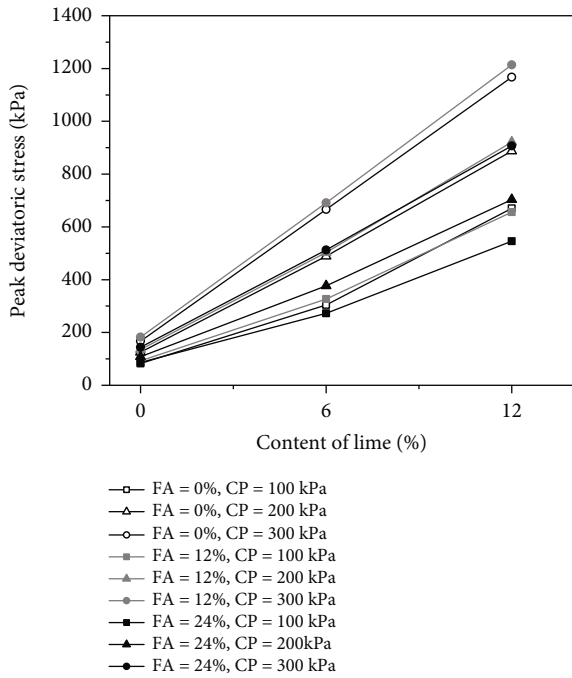 1400
1200
1000
800
600
400
200
0
Peak deviatoric stress (kPa)
0 6 12
Content of lime (%)
FA = 0%, CP = 100 kPa
FA = 0%, CP = 200 kPa
FA = 0%, CP = 300 kPa
FA = 12%, CP = 100 kPa
FA = 12%, CP = 200 kPa
FA = 12%, CP = 300 kPa
FA = 24%, CP = 100 kPa
FA = 24%, CP = 200kPa
FA = 24%, CP = 300 kPa